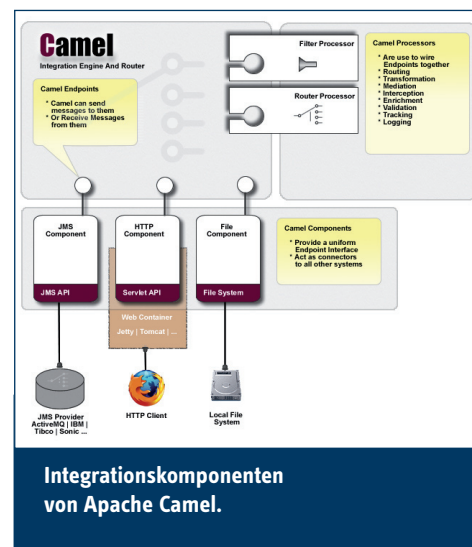 Camel
Integration Engine And Router
Camel Endpoints
* Camel can send
messages to them
* Or Receive Messages
from them
Filter Processor
Router Processor
Camel Processors
* Are use to wire
Endpoints together
* Routing
* Transformation
* Mediation
* Interception
* Enrichment
* Validation
* Tracking
* Logging
JMS
Component
HTTP
Component
File
Component
JMS API
Servlet API
File System
Camel Components
* Provide a uniform
Endpoint Interface
* Act as connectors
to all other systems
Web Container
Jetty | Tomcat | ...
JMS Provider
ActiveMQ | IBM |
Tibco | Sonic ...
HTTP Client
Local File
System
Integrationskomponenten
von Apache Camel.